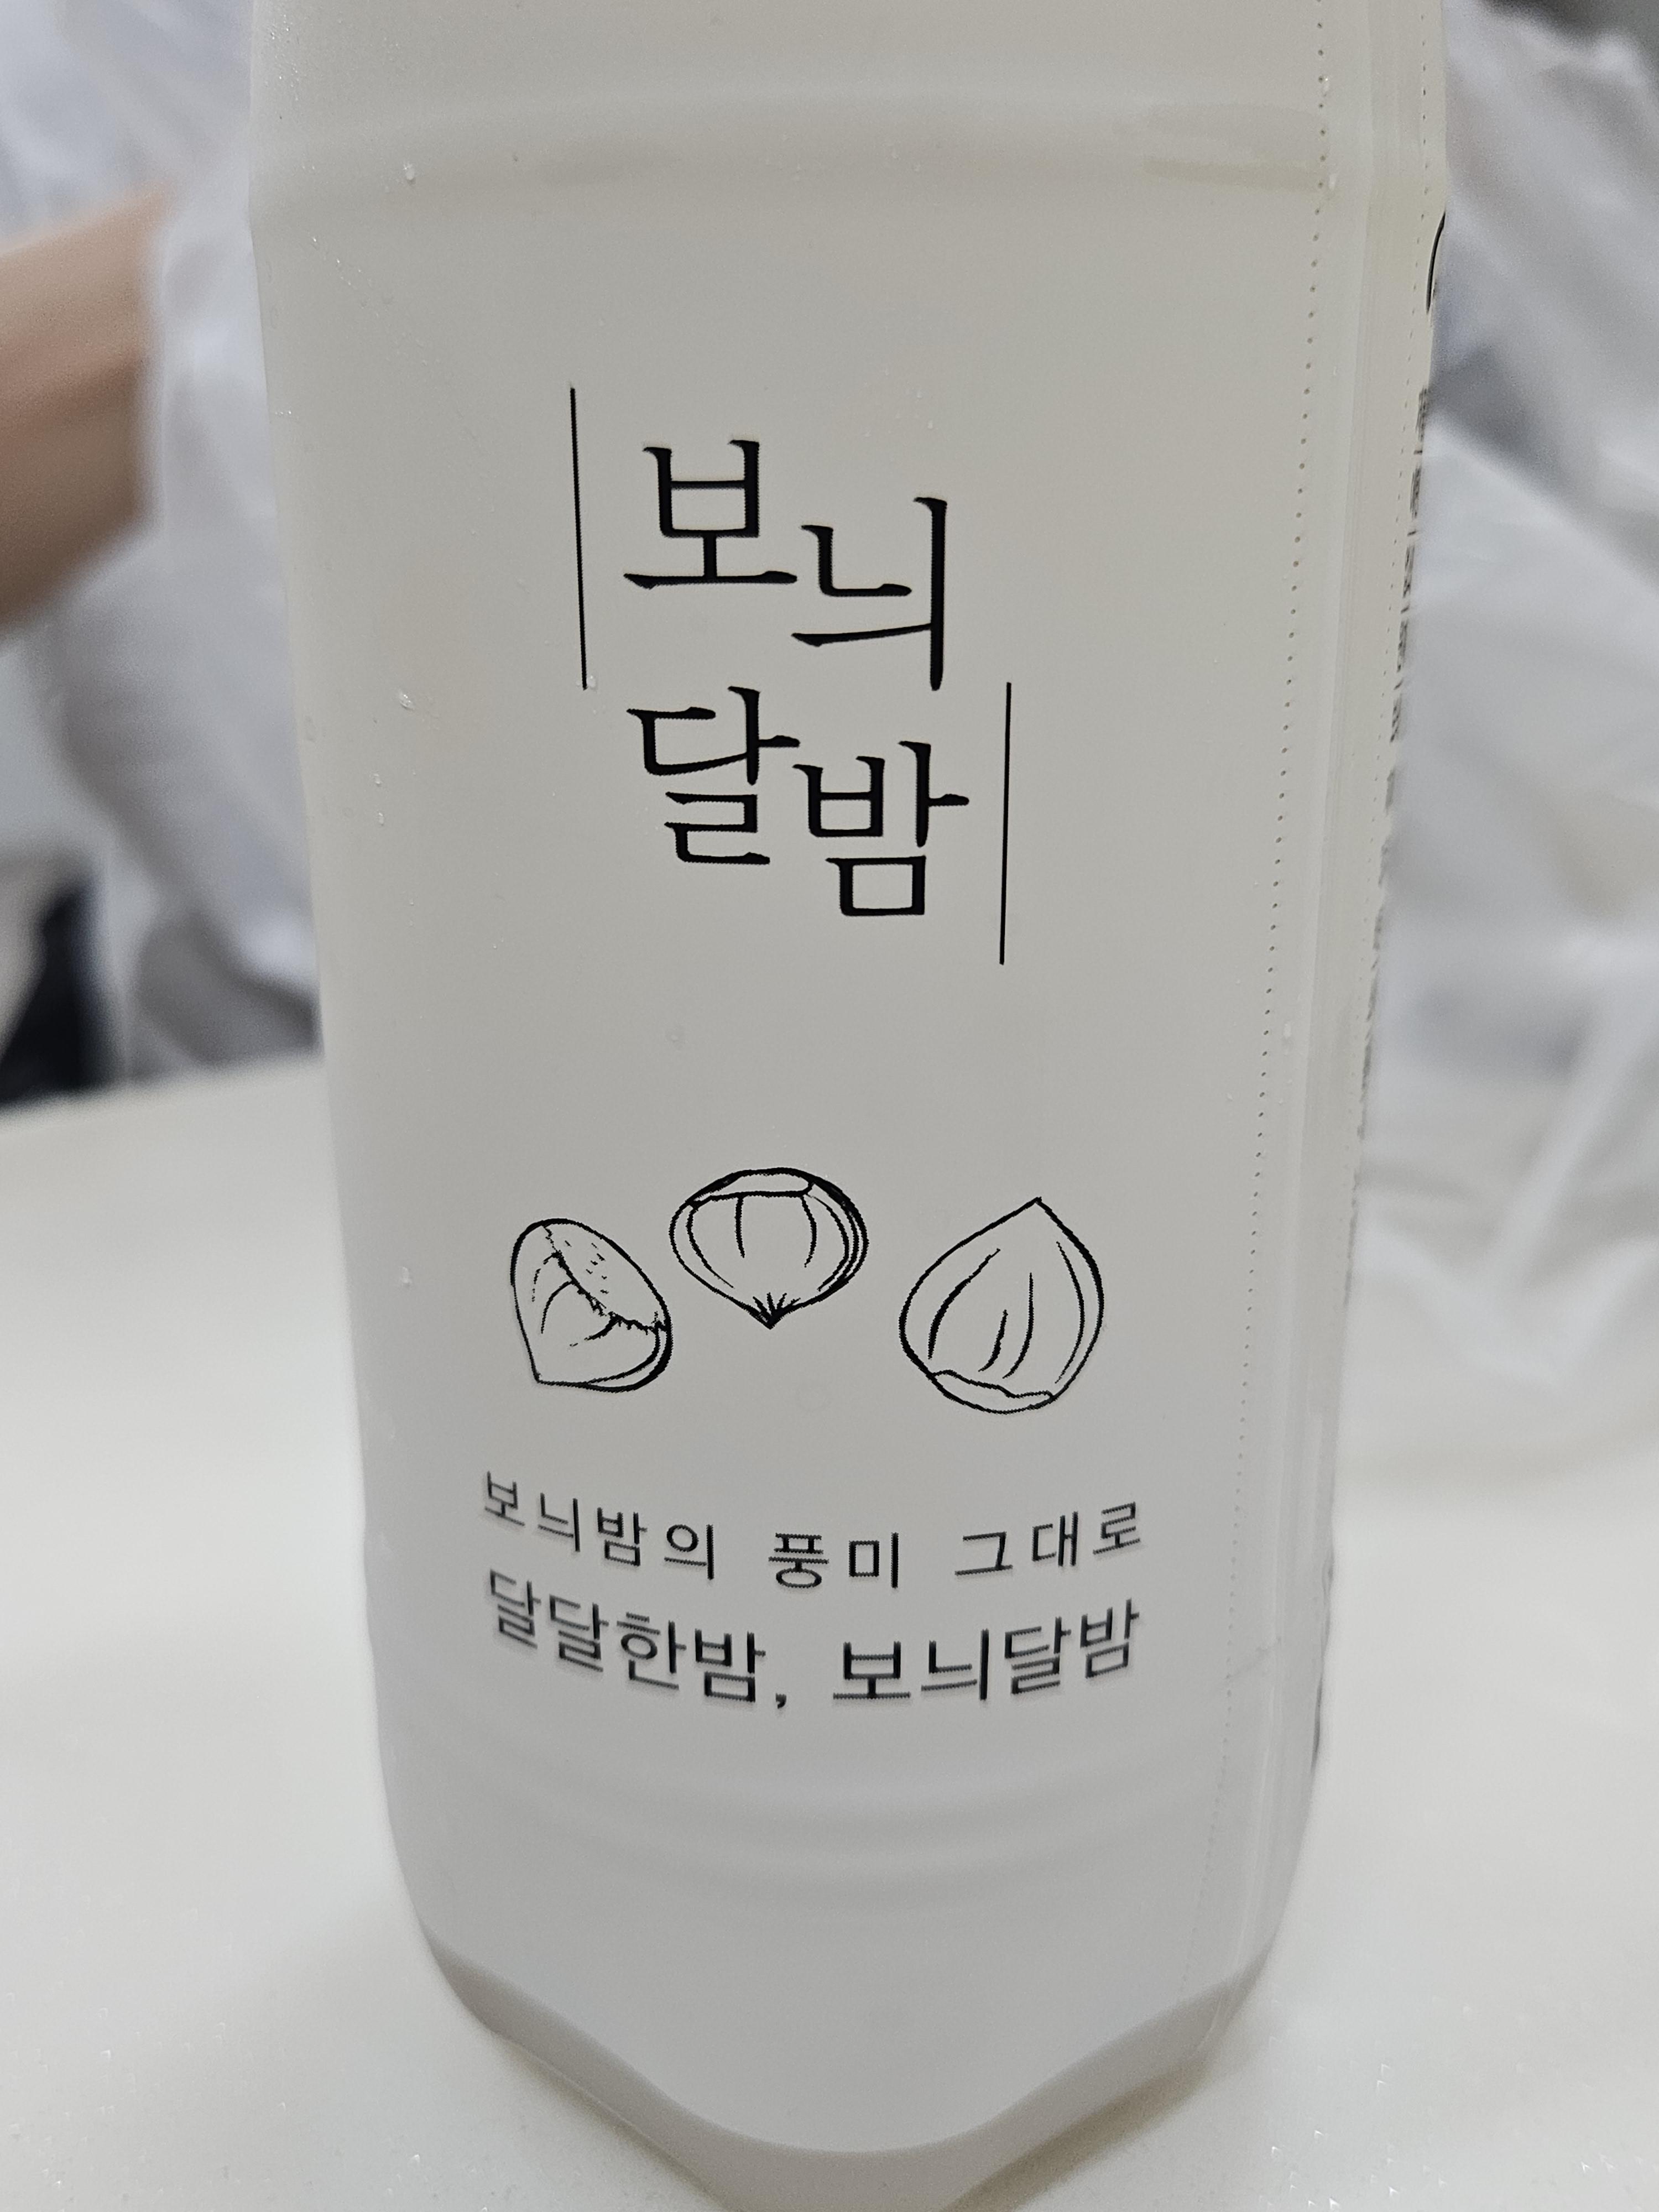 보늬
달밤
보늬밤의 풍미 그대로
달달한밤, 보늬달밤